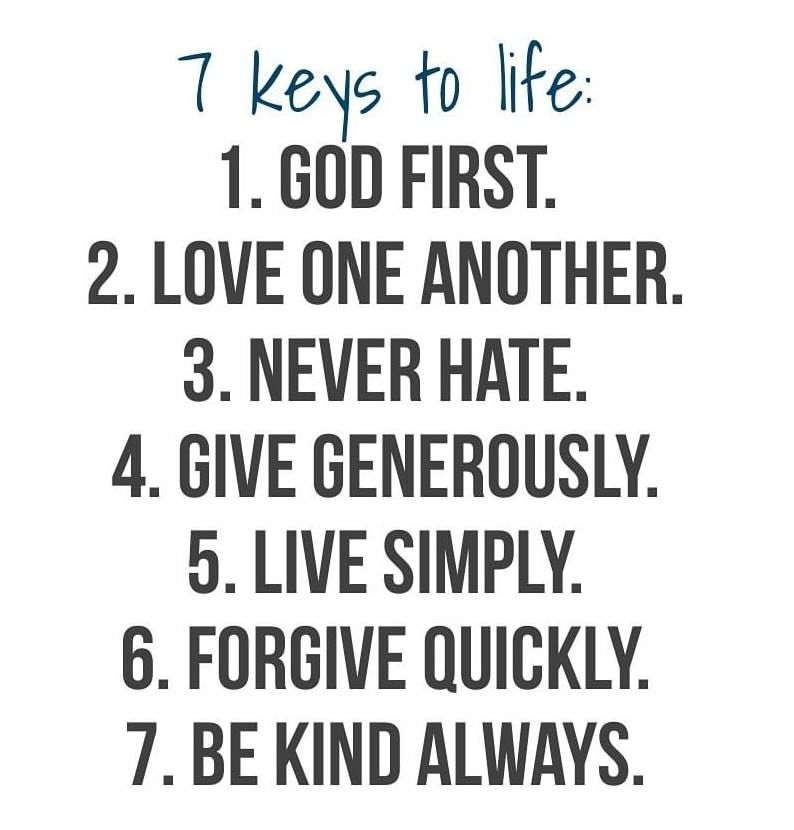 7 keys to life:
1. GOD FIRST.
2. LOVE ONE ANOTHER.
3. NEVER HATE.
4. GIVE GENEROUSLY.
5. LIVE SIMPLY.
6. FORGIVE QUICKLY.
7. BE KIND ALWAYS.